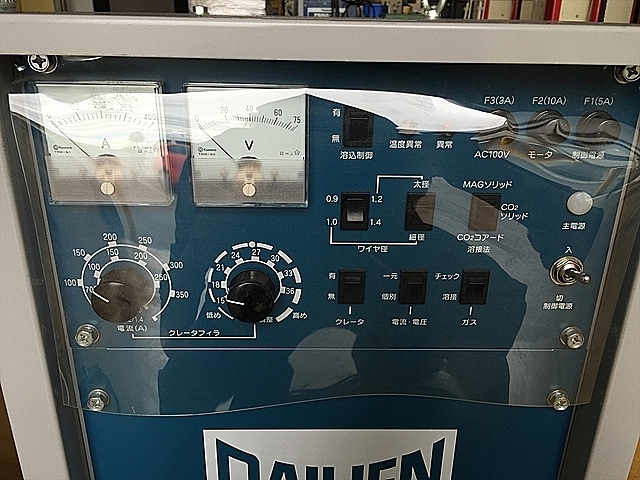 A
0 20 40 60 75
V
F3(3A) F2(10A) F1(5A)
有
無
溶込制御
温度異常 異常
AC100V モータ 制御電源
太径
MAGソリッド
0.9 1.2
1.0 1.4
CO₂
ソリッド
細径
ワイヤ径
CO₂コアード
溶接法
主電源
入
切
制御電源
150 200 250 300 350
100 150 200 250
15 18 21 24 27 30 33 36
有
無
一元
個別
チェック
溶接
低め 調整 高め
電流(A)
クレータフィラ
クレータ 電流・電圧 ガス
DAIHEN